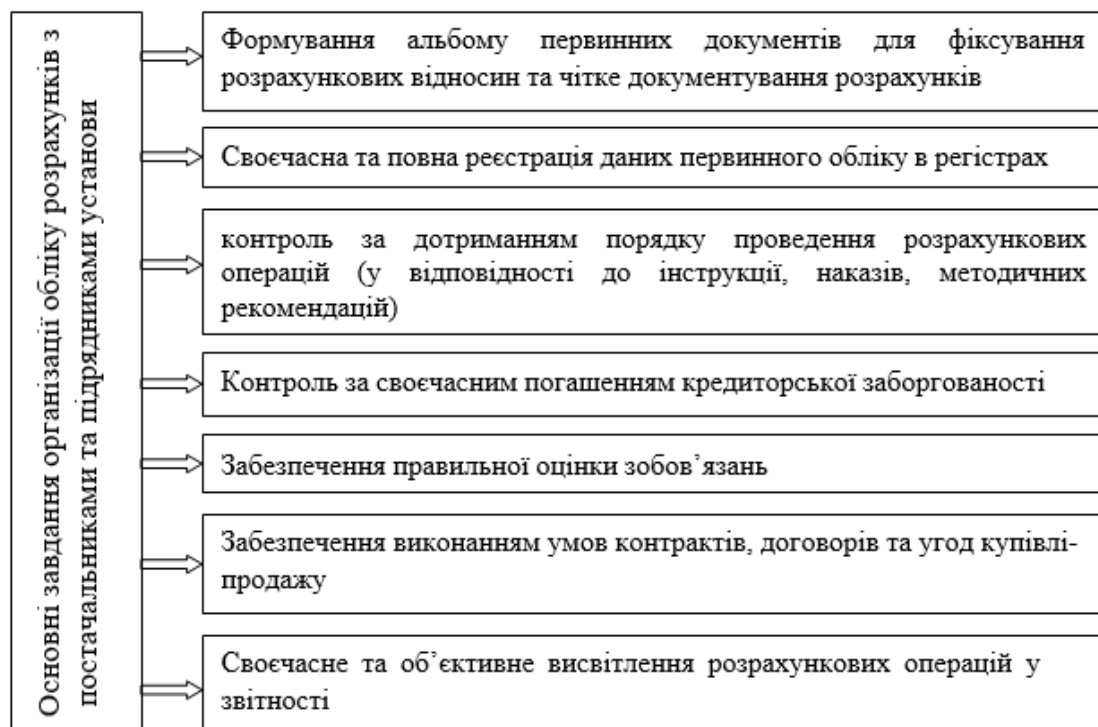 Основні завдання організації обліку розрахунків з
постачальниками та підрядниками установи
Формування альбому первинних документів для фіксування
розрахункових відносин та чітке документування розрахунків
Своєчасна та повна реєстрація даних первинного обліку в регістрах
контроль за дотриманням порядку проведення розрахункових
операцій (у відповідності до інструкції, наказів, методичних
рекомендацій)
Контроль за своєчасним погашенням кредиторської заборгованості
Забезпечення правильної оцінки зобов’язань
Забезпечення виконанням умов контрактів, договорів та угод купівлі-
продажу
Своєчасне та об’єктивне висвітлення розрахункових операцій у
звітності